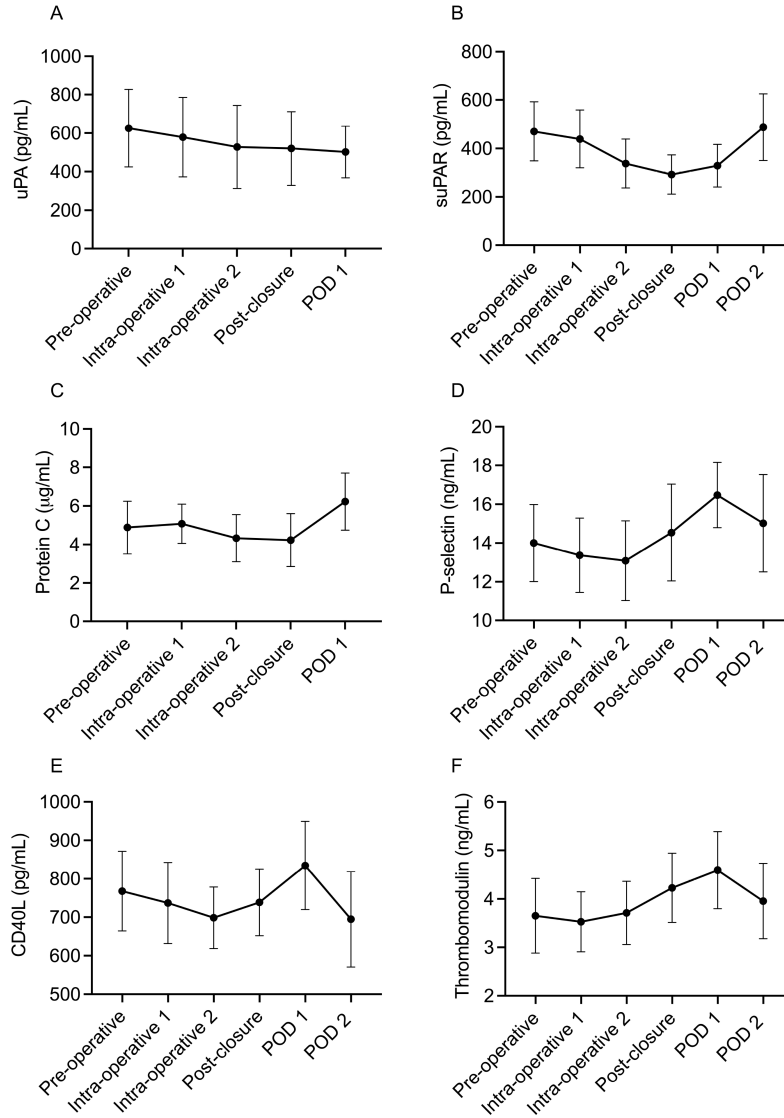 A
uPA (pg/mL)
1000
800
600
400
200
0
Pre-operative
Intra-operative 1
Intra-operative 2
Post-closure
POD 1
B
suPAR (pg/mL)
800
600
400
200
0
Pre-operative
Intra-operative 1
Intra-operative 2
Post-closure
POD 1
POD 2
C
Protein C (μg/mL)
10
8
6
4
2
0
Pre-operative
Intra-operative 1
Intra-operative 2
Post-closure
POD 1
D
P-selectin (ng/mL)
20
18
16
14
12
10
Pre-operative
Intra-operative 1
Intra-operative 2
Post-closure
POD 1
POD 2
E
CD40L (pg/mL)
1000
900
800
700
600
500
Pre-operative
Intra-operative 1
Intra-operative 2
Post-closure
POD 1
POD 2
F
Thrombomodulin (ng/mL)
6
5
4
3
2
Pre-operative
Intra-operative 1
Intra-operative 2
Post-closure
POD 1
POD 2